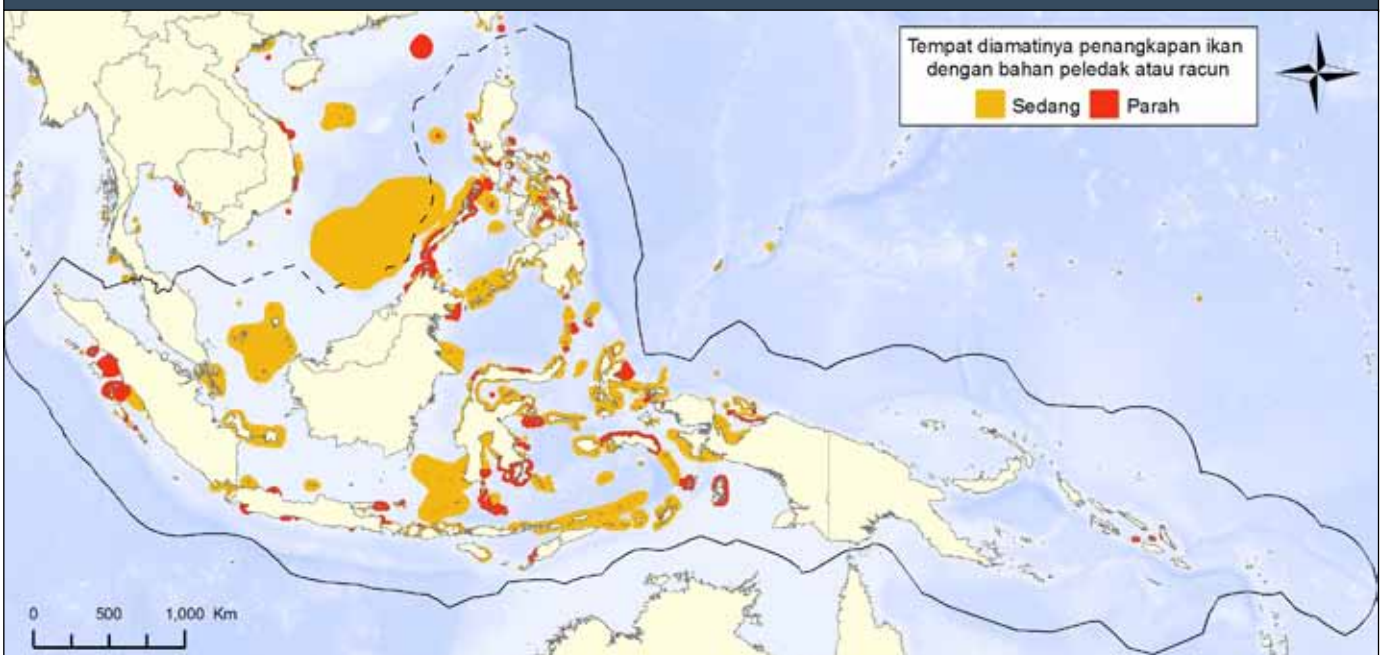 Tempat diamatinya penangkapan ikan
dengan bahan peledak atau racun
Sedang Parah
0 500 1,000 Km